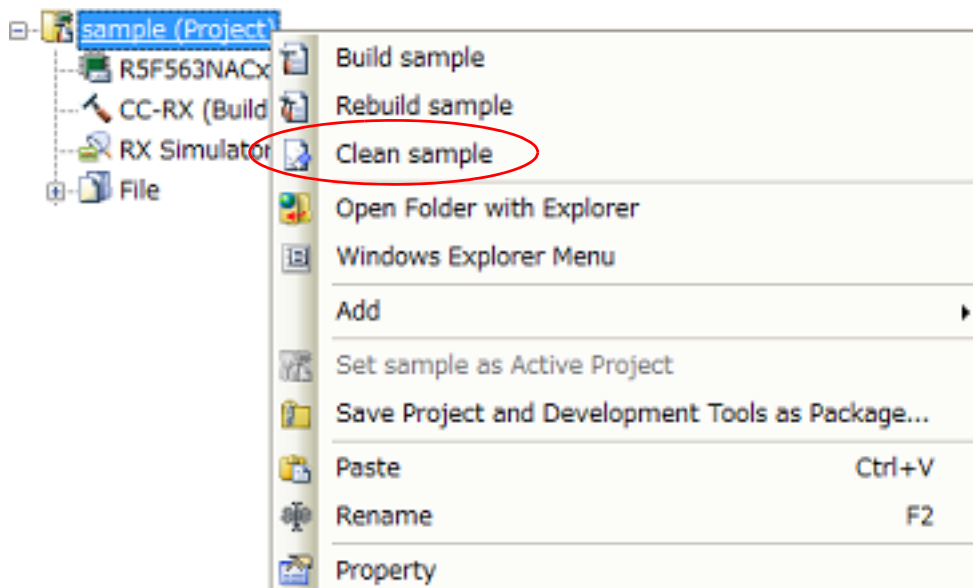 sample (Project)
R5F563NACx
CC-RX (Build
RX Simulator
File
Build sample
Rebuild sample
Clean sample
Open Folder with Explorer
Windows Explorer Menu
Add
Set sample as Active Project
Save Project and Development Tools as Package...
Paste Ctrl+V
Rename F2
Property